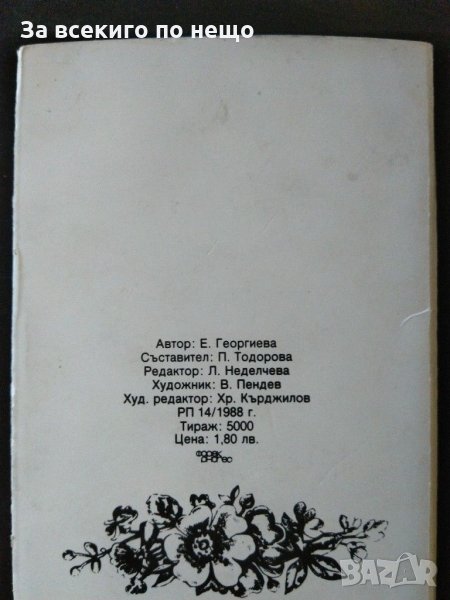 За всекиго по нещо
Автор: Е. Георгиева
Съставител: П. Тодорова
Редактор: Л. Неделчева
Художник: В. Пендев
Худ. редактор: Хр. Кърджилов
РП 14/1988 г.
Тираж: 5000
Цена: 1,80 лв.
BAZAR